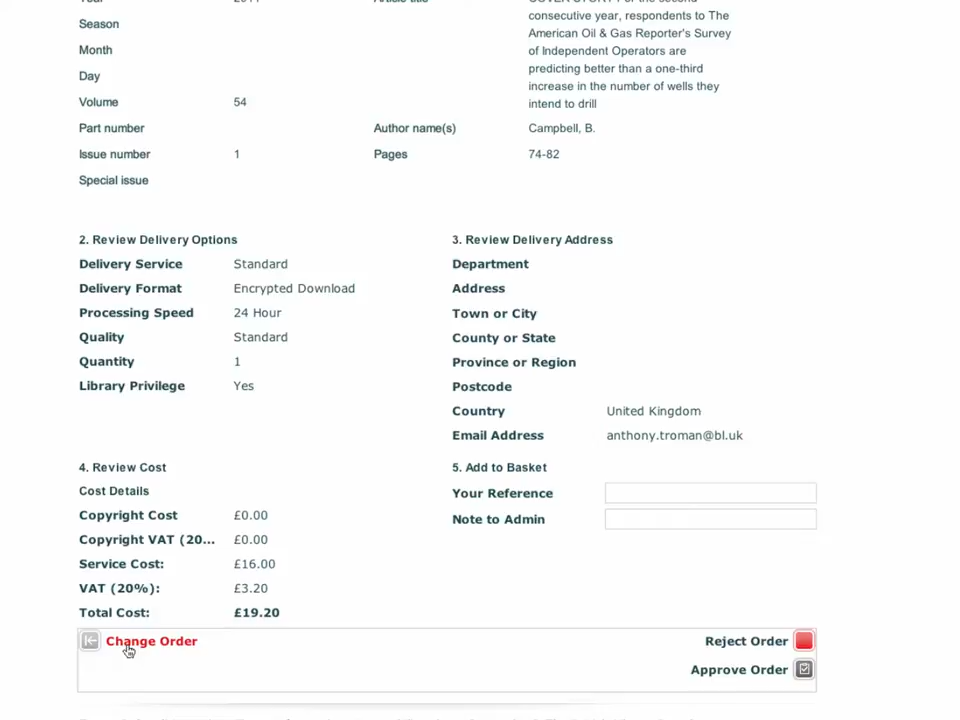 consecutive year, respondents to The
Season
American Oil & Gas Reporter's Survey
Month
of Independent Operators are
predicting better than a one-third
Day
increase in the number of wells they
Volume 54
intend to drill
Part number Author name(s) Campbell, B.
Issue number 1 Pages 74-82
Special issue
2. Review Delivery Options 3. Review Delivery Address
Delivery Service Standard Department
Delivery Format Encrypted Download Address
Processing Speed 24 Hour Town or City
Quality Standard County or State
Quantity 1 Province or Region
Library Privilege Yes Postcode
Country United Kingdom
Email Address anthony.troman@bl.uk
4. Review Cost 5. Add to Basket
Cost Details Your Reference
Copyright Cost £0.00 Note to Admin
Copyright VAT (20... £0.00
Service Cost: £16.00
VAT (20%): £3.20
Total Cost: £19.20
Change Order Reject Order
Approve Order